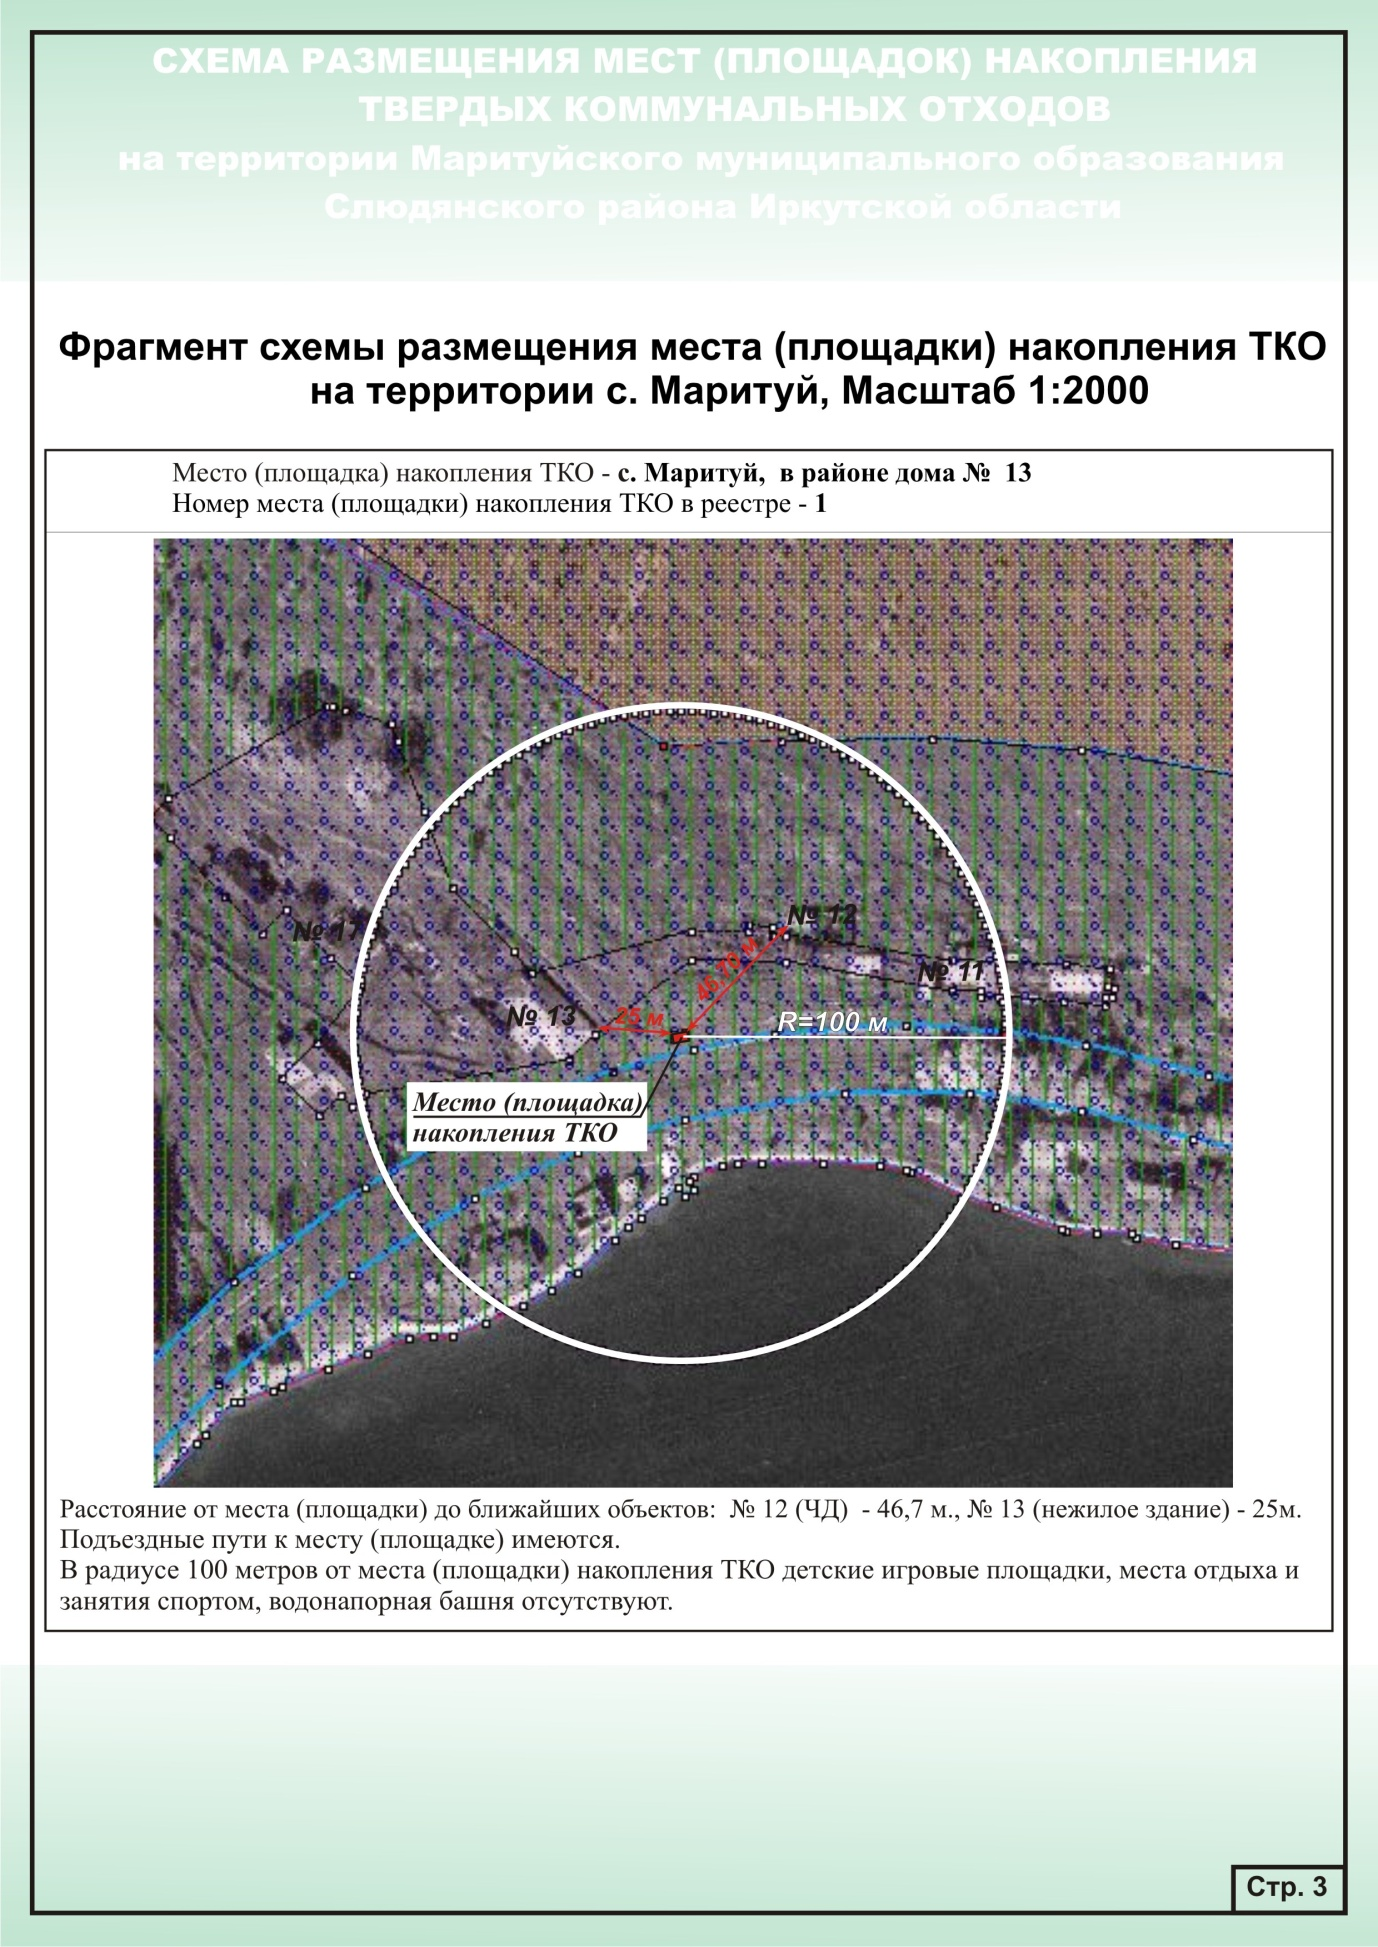 СХЕМА РАЗМЕЩЕНИЯ МЕСТ (ПЛОЩАДОК) НАКОПЛЕНИЯ
ТВЕРДЫХ КОММУНАЛЬНЫХ ОТХОДОВ
на территории Маритуйского муниципального образования
Слюдянского района Иркутской области
Фрагмент схемы размещения места (площадки) накопления ТКО
на территории с. Маритуй, Масштаб 1:2000
Место (площадка) накопления ТКО - с. Маритуй, в районе дома № 13
Номер места (площадки) накопления ТКО в реестре - 1
№ 12
№ 17
46,70 м
№ 11
№ 13
25 м
R=100 м
Место (площадка)
накопления ТКО
Расстояние от места (площадки) до ближайших объектов: № 12 (ЧД) - 46,7 м., № 13 (нежилое здание) - 25м.
Подъездные пути к месту (площадке) имеются.
В радиусе 100 метров от места (площадки) накопления ТКО детские игровые площадки, места отдыха и
занятия спортом, водонапорная башня отсутствуют.
Стр. 3